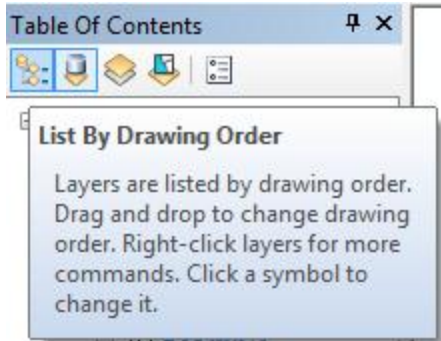 Table Of Contents
List By Drawing Order
Layers are listed by drawing order.
Drag and drop to change drawing
order. Right-click layers for more
commands. Click a symbol to
change it.